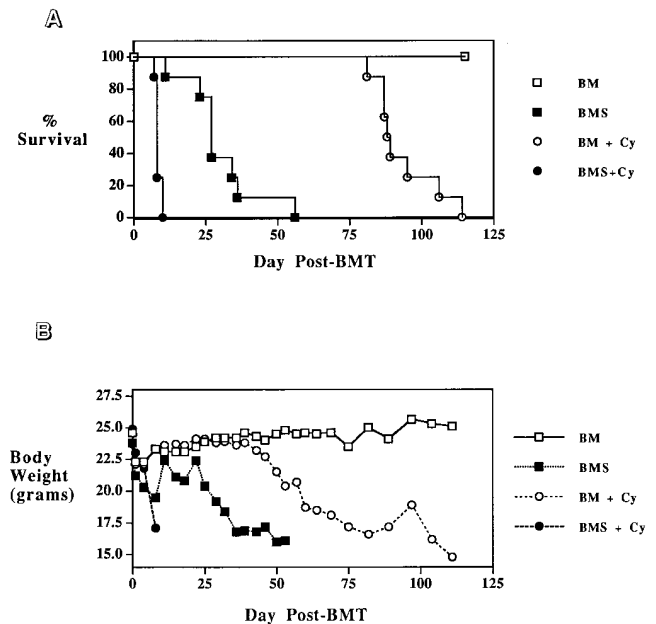 A
100
80
60
40
20
0
%
Survival
0 25 50 75 100 125
Day Post-BMT
BM
BMS
BM + Cy
BMS+Cy
B
27.5
25.0
22.5
20.0
17.5
15.0
Body
Weight
(grams)
0 25 50 75 100 125
Day Post-BMT
BM
BMS
BM + Cy
BMS + Cy